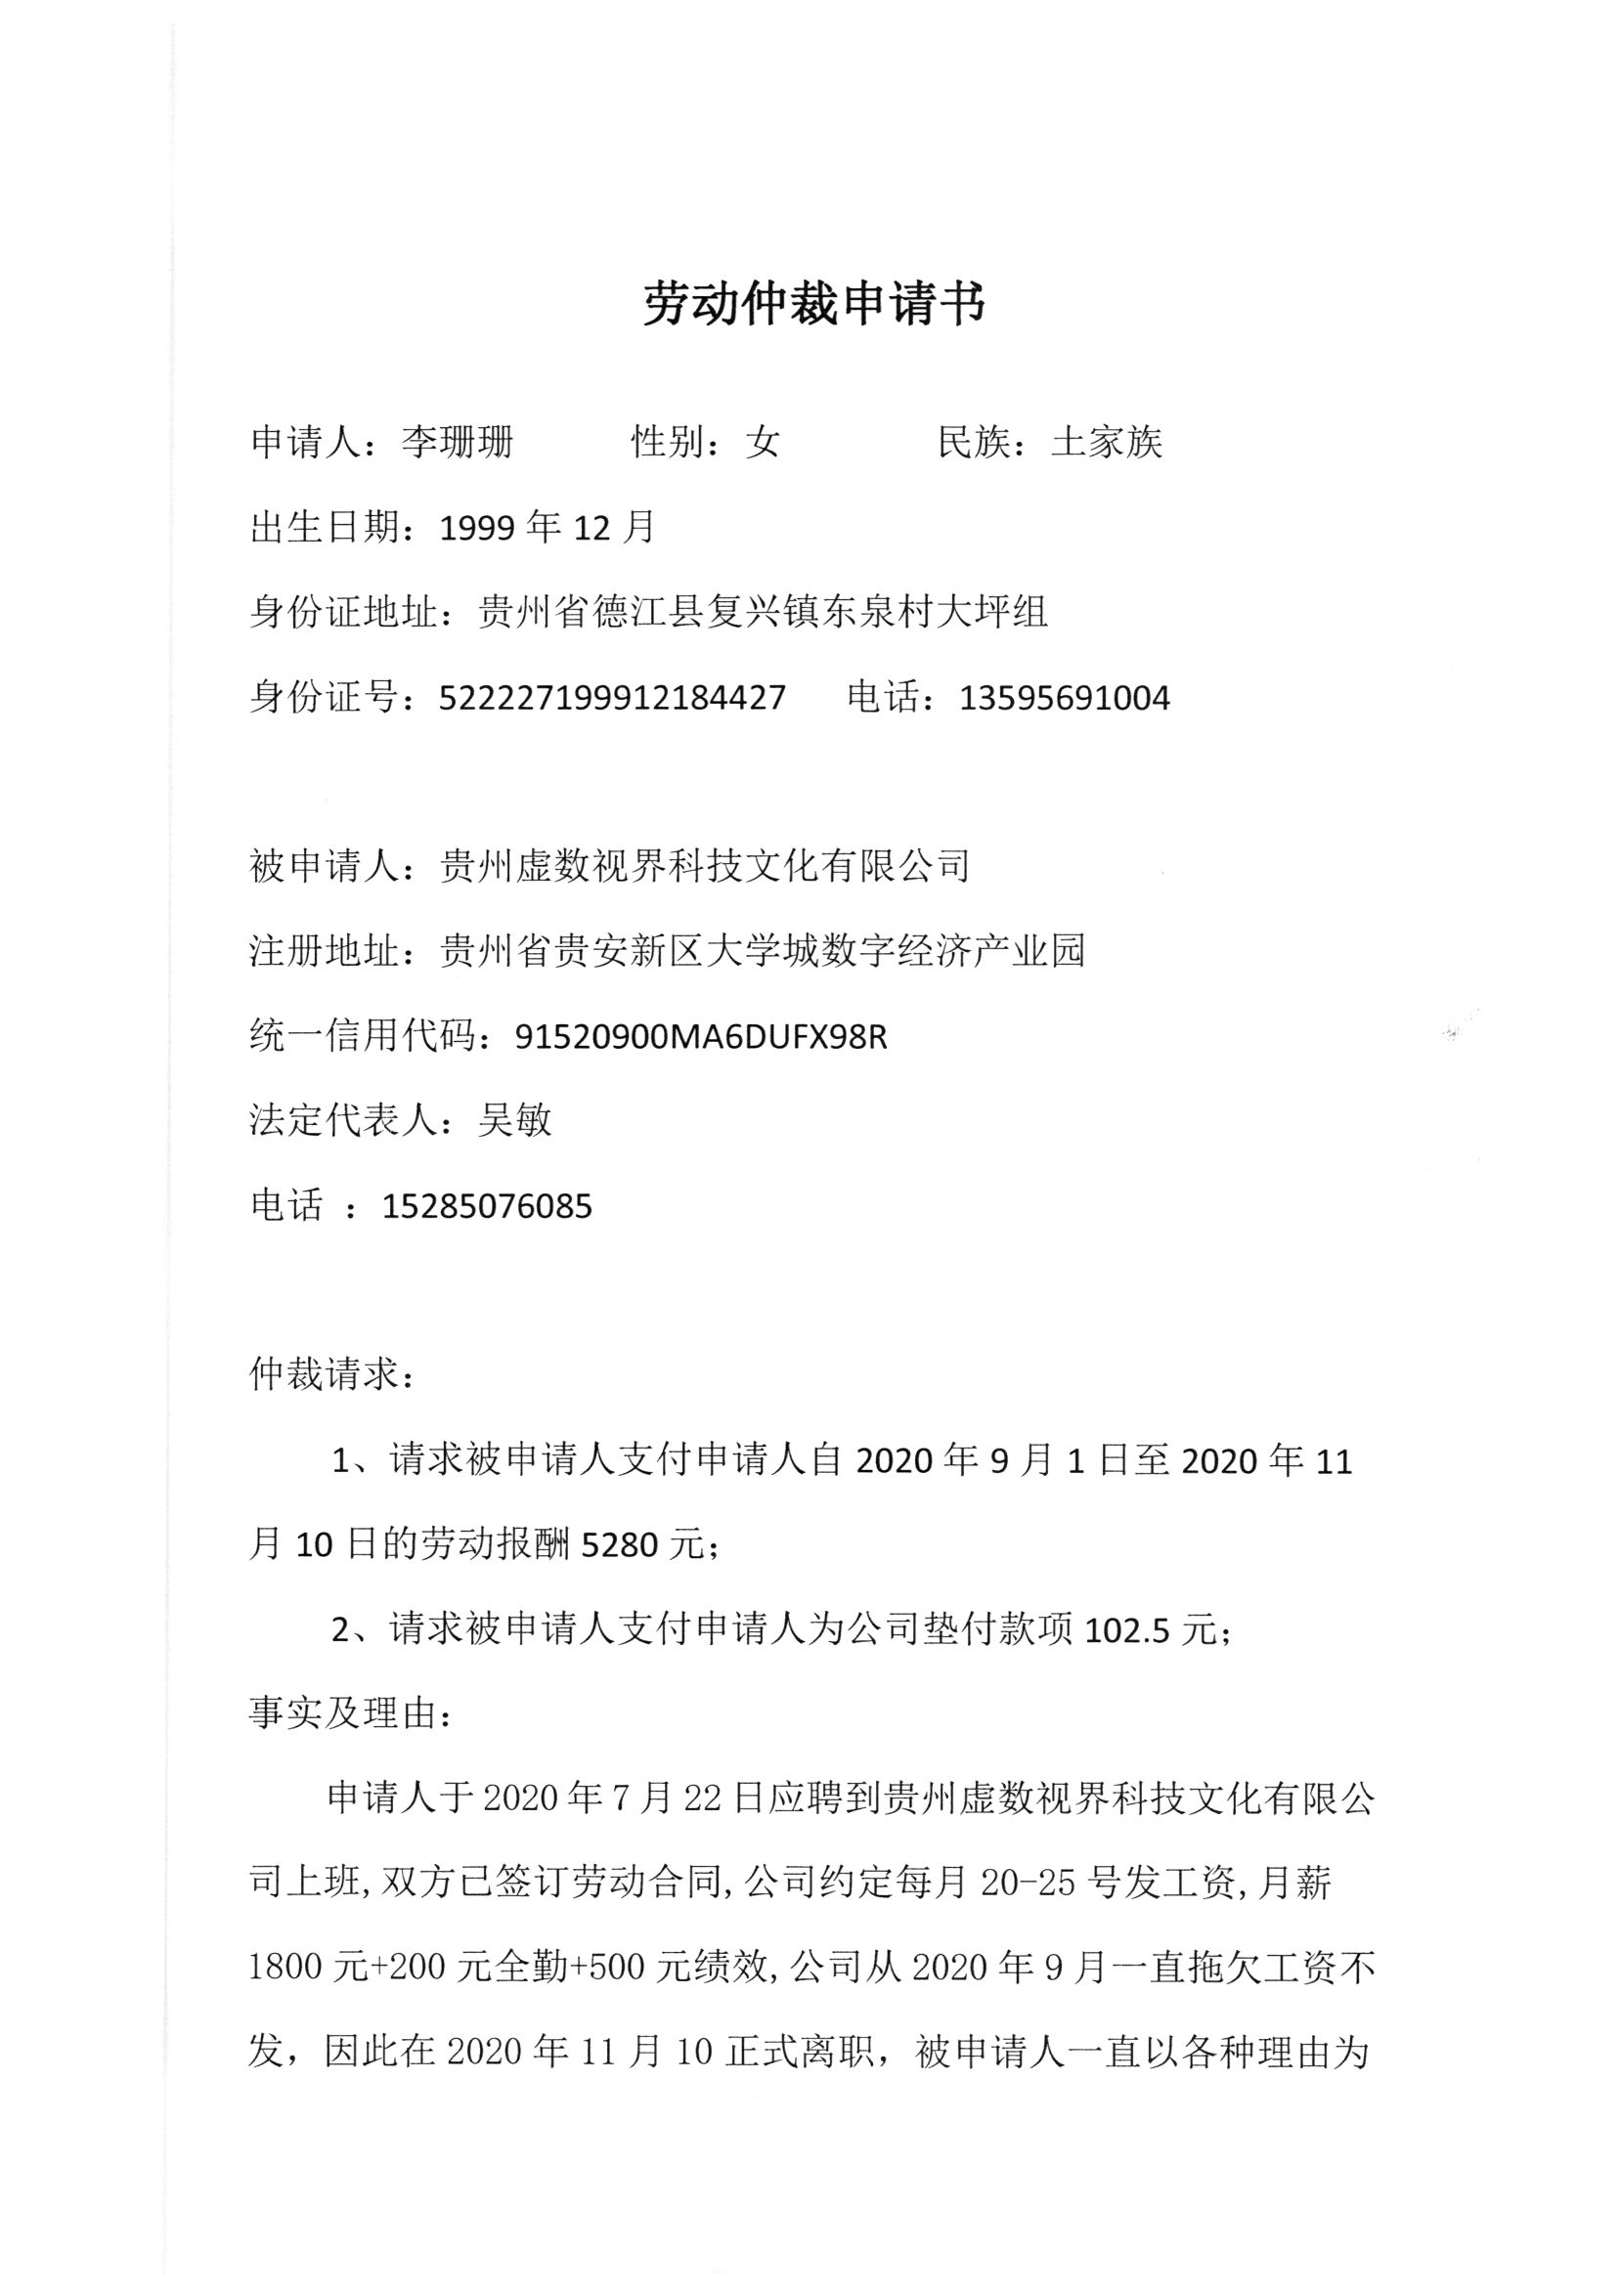 劳动仲裁申请书
申请人：李珊珊 性别：女 民族：土家族
出生日期：1999 年 12 月
身份证地址：贵州省德江县复兴镇东泉村大坪组
身份证号：522227199912184427 电话：13595691004
被申请人：贵州虚数视界科技文化有限公司
注册地址：贵州省贵安新区大学城数字经济产业园
统一信用代码：91520900MA6DUFX98R
法定代表人：吴敏
电话 ：15285076085
仲裁请求：
1、请求被申请人支付申请人自 2020 年 9 月 1 日至 2020 年 11
月 10 日的劳动报酬 5280 元；
2、请求被申请人支付申请人为公司垫付款项 102.5 元；
事实及理由：
申请人于 2020 年 7 月 22 日应聘到贵州虚数视界科技文化有限公
司上班,双方已签订劳动合同,公司约定每月 20-25 号发工资,月薪
1800 元+200 元全勤+500 元绩效,公司从 2020 年 9 月一直拖欠工资不
发，因此在 2020 年 11 月 10 正式离职，被申请人一直以各种理由为